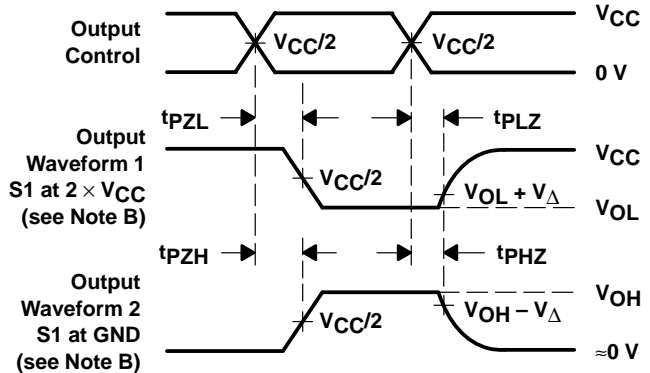 Output
Control
VCC/2
VCC/2
VCC
0 V
tPZL
tPLZ
Output
Waveform 1
S1 at 2 × VCC
(see Note B)
VCC/2
VOL + VΔ
VCC
VOL
tPZH
tPHZ
Output
Waveform 2
S1 at GND
(see Note B)
VCC/2
VOH − VΔ
VOH
≈0 V